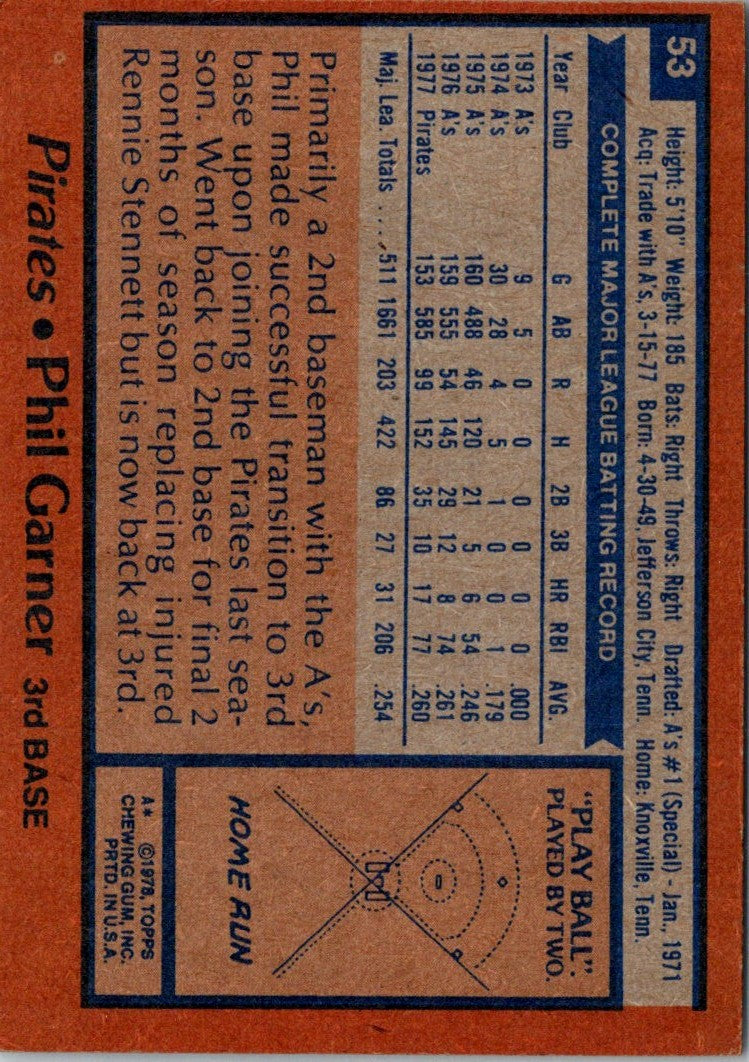 53
Height: 5'10" Weight: 185 Bats: Right Throws: Right Drafted: A's #1 (Special) - Jan., 1971
Acq: Trade with A's, 3-15-77 Born: 4-30-49, Jefferson City, Tenn. Home: Knoxville, Tenn.
COMPLETE MAJOR LEAGUE BATTING RECORD
Year Club G AB R H 2B 3B HR RBI AVG.
1973 A's 9 5 0 0 0 0 0 0 .000
1974 A's 30 28 4 5 1 0 0 1 .179
1975 A's 160 488 46 120 21 5 6 54 .246
1976 A's 159 555 54 145 29 12 8 74 .261
1977 Pirates 153 585 99 152 35 10 17 77 .260
Maj. Lea. Totals .... 511 1661 203 422 86 27 31 206 .254
Primarily a 2nd baseman with the A's,
Phil made successful transition to 3rd
base upon joining the Pirates last sea-
son. Went back to 2nd base for final 2
months of season replacing injured
Rennie Stennett but is now back at 3rd.
"PLAY BALL".
PLAYED BY TWO.
HOME RUN
A* ©1978, TOPPS
CHEWING GUM, INC.
PRTD. IN U.S.A.
Pirates • Phil Garner 3rd BASE